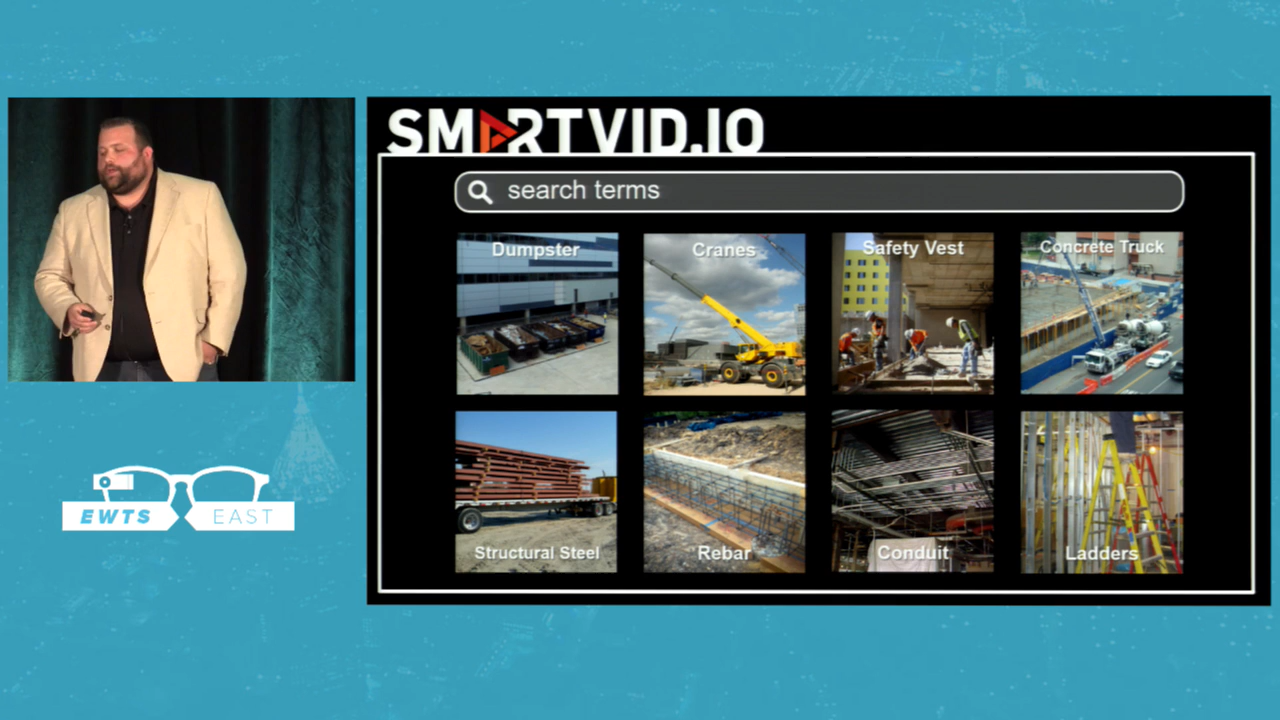 SMARTVID.IO
search terms
Dumpster
Cranes
Safety Vest
Concrete Truck
Structural Steel
Rebar
Conduit
Ladders
EWTS EAST